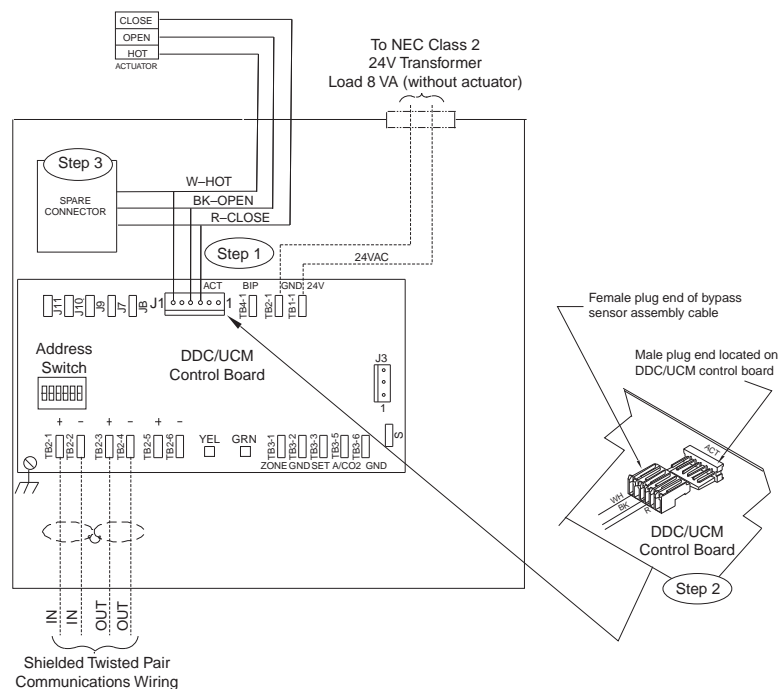 CLOSE
OPEN
HOT
ACTUATOR
To NEC Class 2
24V Transformer
Load 8 VA (without actuator)
Step 3
SPARE
CONNECTOR
W–HOT
BK–OPEN
R–CLOSE
Step 1
24VAC
ACT
BIP
GND
24V
J11
J10
J9
J7
JB
J1
1
TB4-1
TB2-1
TB1-1
Address
Switch
DDC/UCM
Control Board
J3
1
+
–
+
–
+
–
TB2-1
TB2-2
TB2-3
TB2-4
TB2-5
TB2-6
YEL
GRN
TB3-1
TB3-2
TB3-3
TB3-5
TB3-6
S
ZONE GND SET A/CO2 GND
IN
IN
OUT
OUT
Shielded Twisted Pair
Communications Wiring
Female plug end of bypass
sensor assembly cable
Male plug end located on
DDC/UCM control board
ACT
WH
BK
R
DDC/UCM
Control Board
Step 2